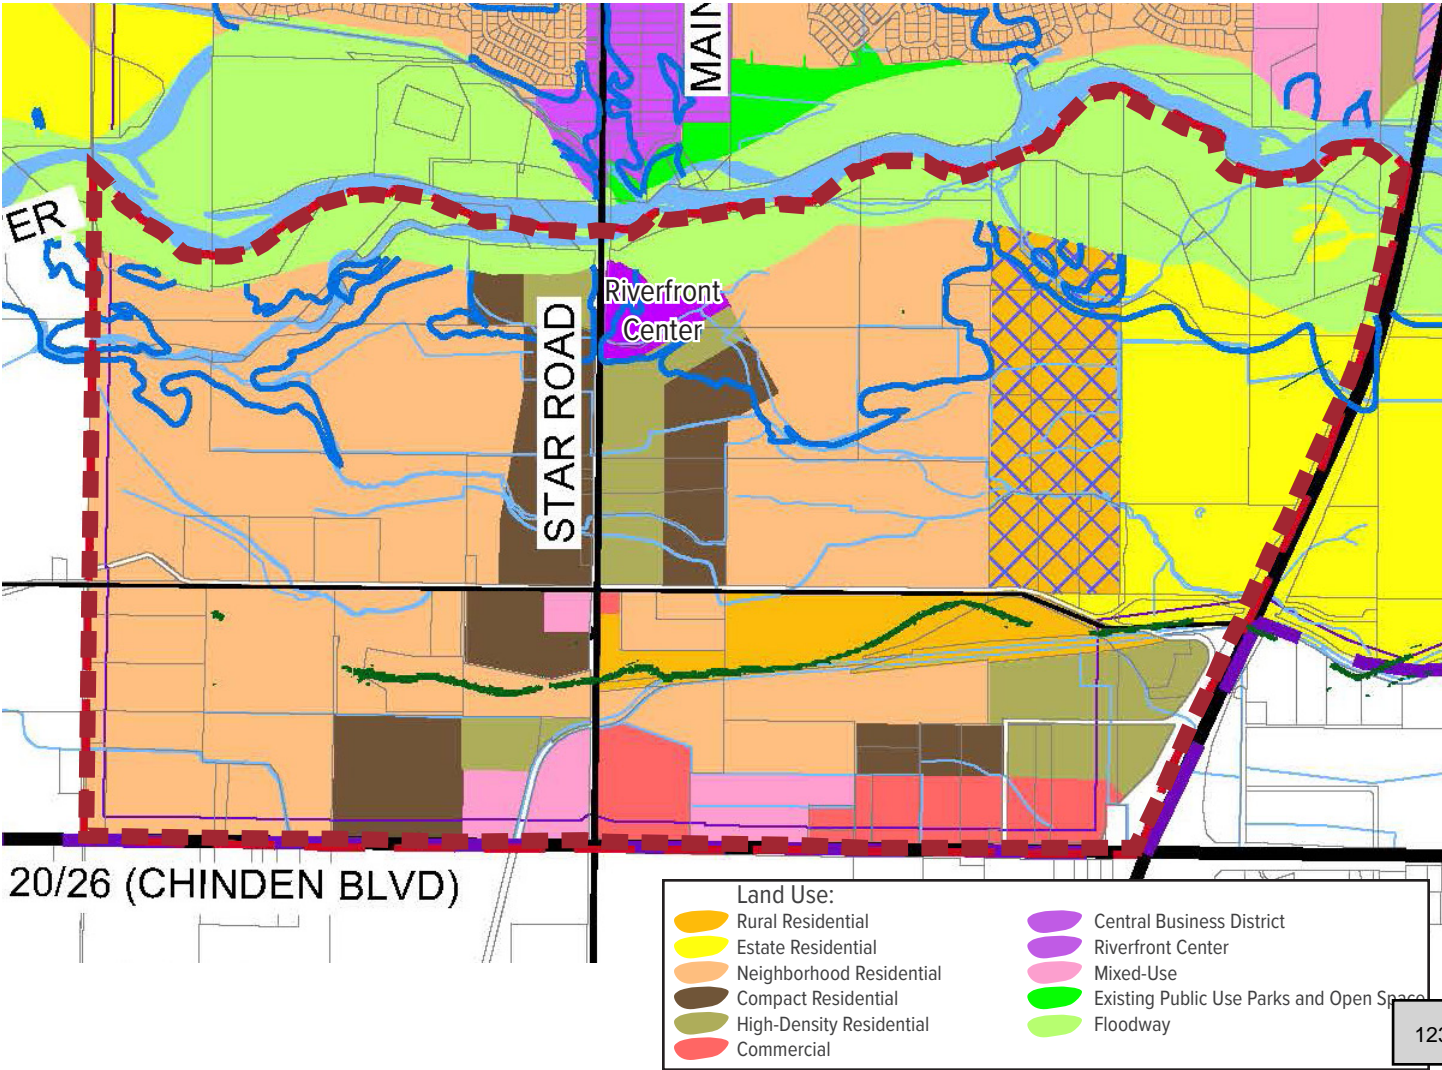 MAIN
ER
Riverfront
Center
STAR ROAD
20/26 (CHINDEN BLVD)
Land Use:
Rural Residential
Estate Residential
Neighborhood Residential
Compact Residential
High-Density Residential
Commercial
Central Business District
Riverfront Center
Mixed-Use
Existing Public Use Parks and Open Space
Floodway
123